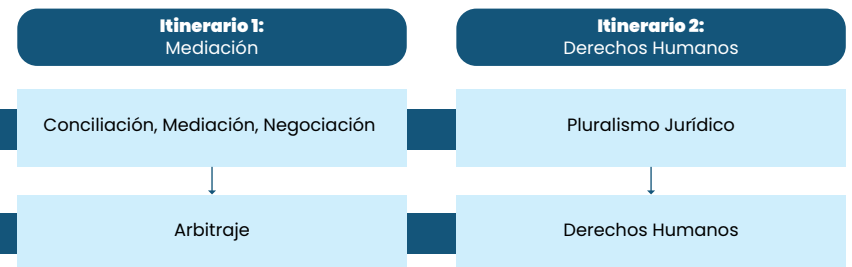 Itinerario 1:
Mediación
Itinerario 2:
Derechos Humanos
Conciliación, Mediación, Negociación
Pluralismo Jurídico
Arbitraje
Derechos Humanos